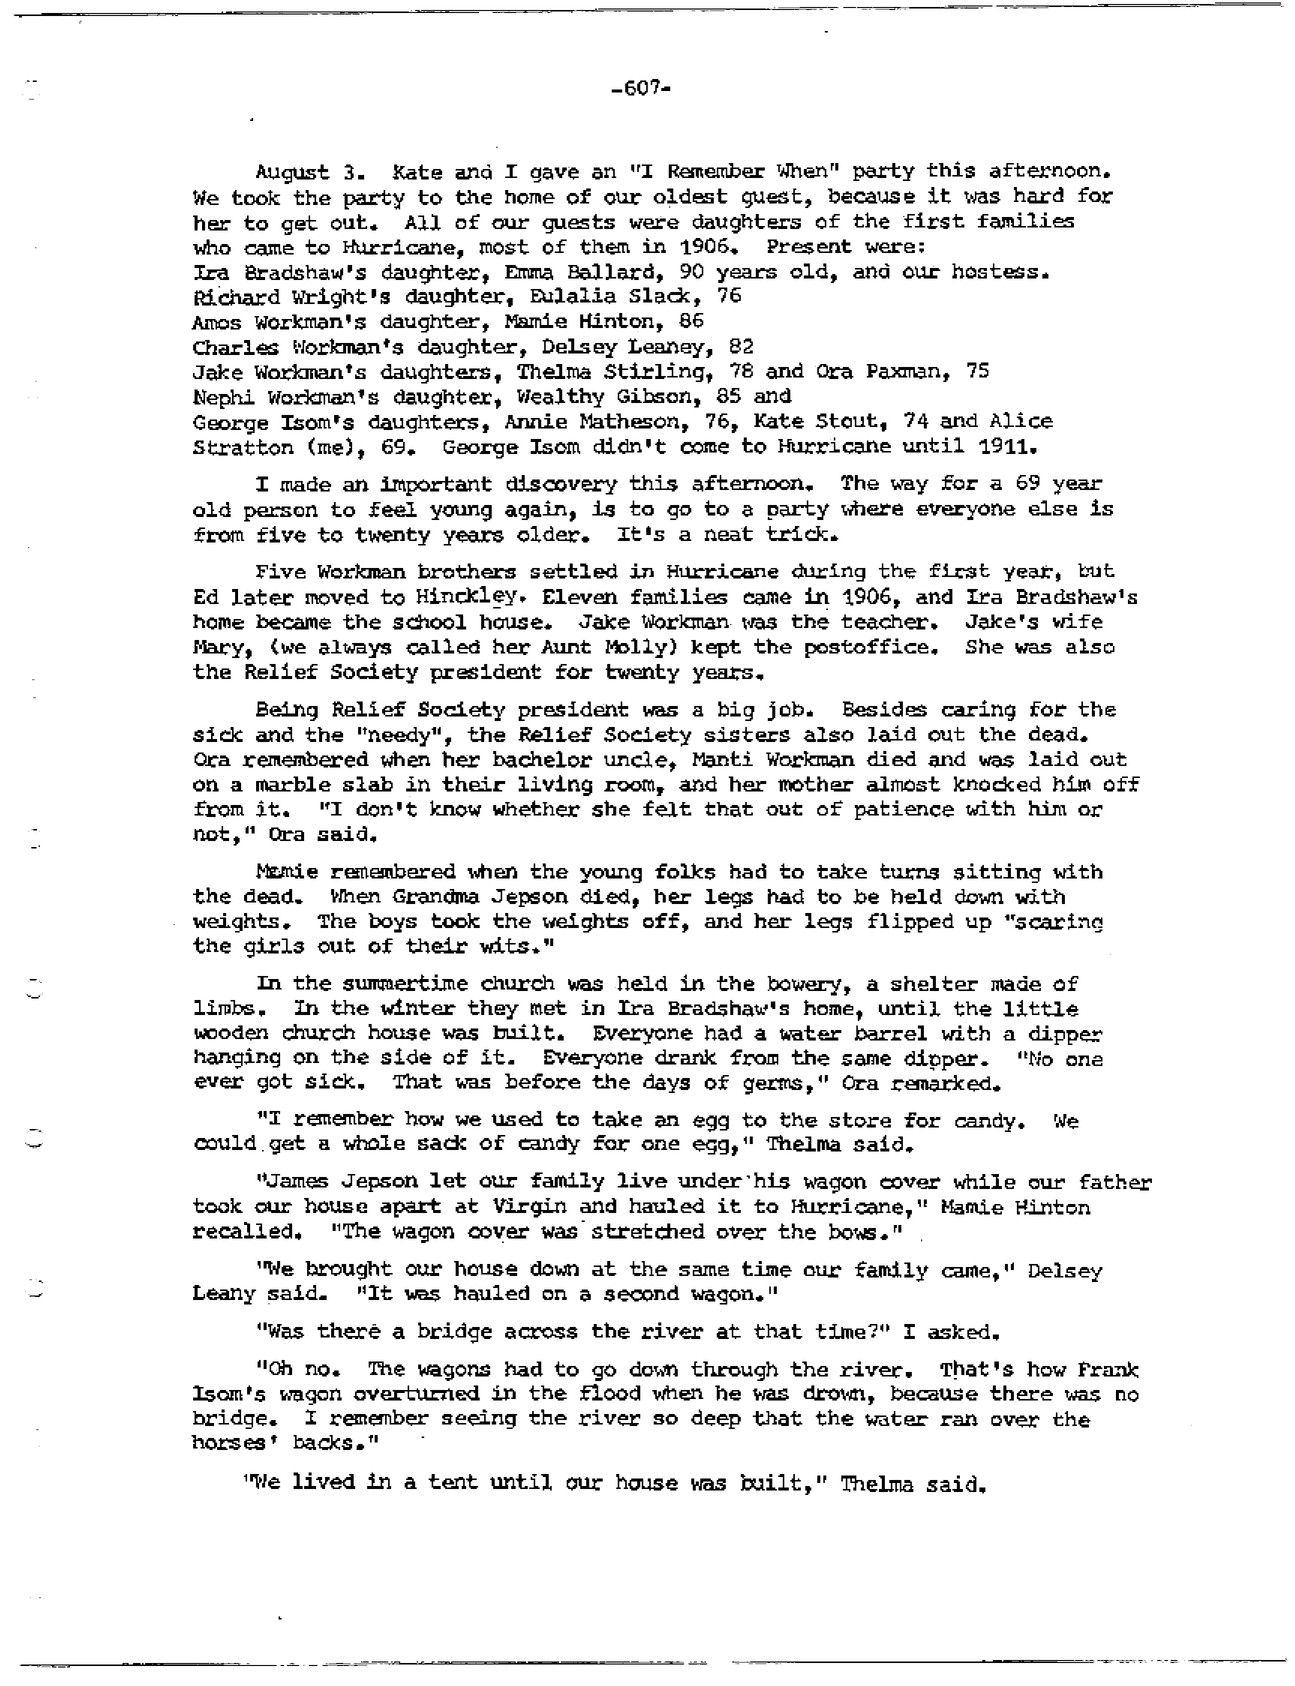 -607-
August 3. Kate and I gave an "I Remember When" party this afternoon.
We took the party to the home of our oldest guest, because it was hard for
her to get out. All of our guests were daughters of the first families
who came to Hurricane, most of them in 1906. Present were:
Ira Bradshaw's daughter, Emma Ballard, 90 years old, and our hostess.
Richard Wright's daughter, Eulalia Slack, 76
Amos Workman's daughter, Mamie Hinton, 86
Charles Workman's daughter, Delsey Leaney, 82
Jake Workman's daughters, Thelma Stirling, 78 and Ora Paxman, 75
Nephi Workman's daughter, Wealthy Gibson, 85 and
George Isom's daughters, Annie Matheson, 76, Kate Stout, 74 and Alice
Stratton (me), 69. George Isom didn't come to Hurricane until 1911.
I made an important discovery this afternoon. The way for a 69 year
old person to feel young again, is to go to a party where everyone else is
from five to twenty years older. It's a neat trick.
Five Workman brothers settled in Hurricane during the first year, but
Ed later moved to Hinckley. Eleven families came in 1906, and Ira Bradshaw's
home became the school house. Jake Workman was the teacher. Jake's wife
Mary, (we always called her Aunt Molly) kept the postoffice. She was also
the Relief Society president for twenty years.
Being Relief Society president was a big job. Besides caring for the
sick and the "needy", the Relief Society sisters also laid out the dead.
Ora remembered when her bachelor uncle, Manti Workman died and was laid out
on a marble slab in their living room, and her mother almost knocked him off
from it. "I don't know whether she felt that out of patience with him or
not," Ora said.
Mamie remembered when the young folks had to take turns sitting with
the dead. When Grandma Jepson died, her legs had to be held down with
weights. The boys took the weights off, and her legs flipped up "scaring
the girls out of their wits."
In the summertime church was held in the bowery, a shelter made of
limbs. In the winter they met in Ira Bradshaw's home, until the little
wooden church house was built. Everyone had a water barrel with a dipper
hanging on the side of it. Everyone drank from the same dipper. "No one
ever got sick. That was before the days of germs," Ora remarked.
"I remember how we used to take an egg to the store for candy. We
could get a whole sack of candy for one egg," Thelma said.
"James Jepson let our family live under his wagon cover while our father
took our house apart at Virgin and hauled it to Hurricane," Mamie Hinton
recalled. "The wagon cover was stretched over the bows."
"We brought our house down at the same time our family came," Delsey
Leany said. "It was hauled on a second wagon."
"Was there a bridge across the river at that time?" I asked.
"Oh no. The wagons had to go down through the river. That's how Frank
Isom's wagon overturned in the flood when he was drown, because there was no
bridge. I remember seeing the river so deep that the water ran over the
horses' backs."
"We lived in a tent until our house was built," Thelma said.